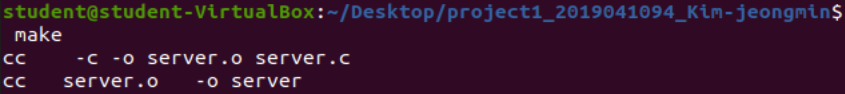 student@student-VirtualBox:~/Desktop/project1_2019041094_Kim-jeongmin$
make
cc    -c -o server.o server.c
cc   server.o   -o server